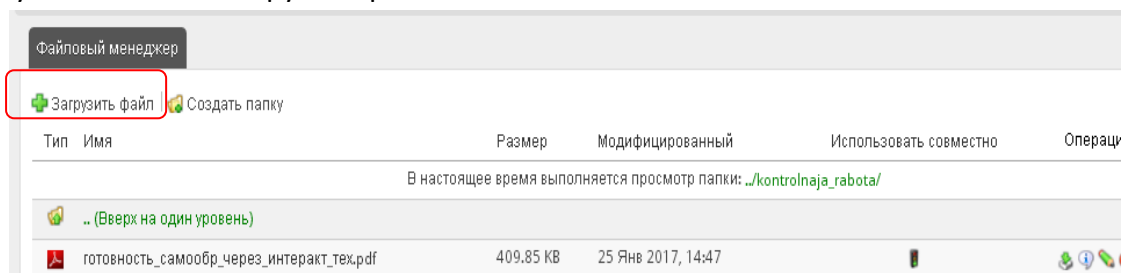 Файловый менеджер
Загрузить файл Создать папку
Тип Имя Размер Модифицированный Использовать совместно Операци
В настоящее время выполняется просмотр папки: ../kontrolnaja_rabota/
.. (Вверх на один уровень)
готовность_самообр_через_интеракт_тех.pdf 409.85 KB 25 Янв 2017, 14:47